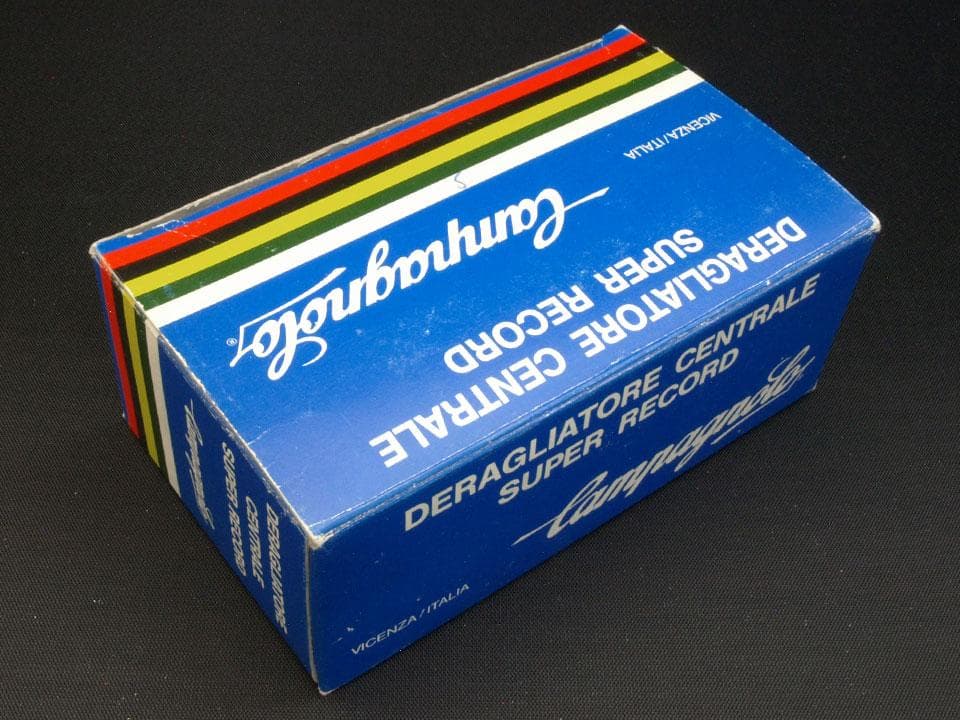 VICENZA/ITALIA
Campagnolo®
DERAGLIATORE CENTRALE
SUPER RECORD
DERAGLIATORE CENTRALE
SUPER RECORD
Campagnolo
VICENZA/ITALIA
Campagnolo
DERAGLIATORE
CENTRALE
SUPER RECORD